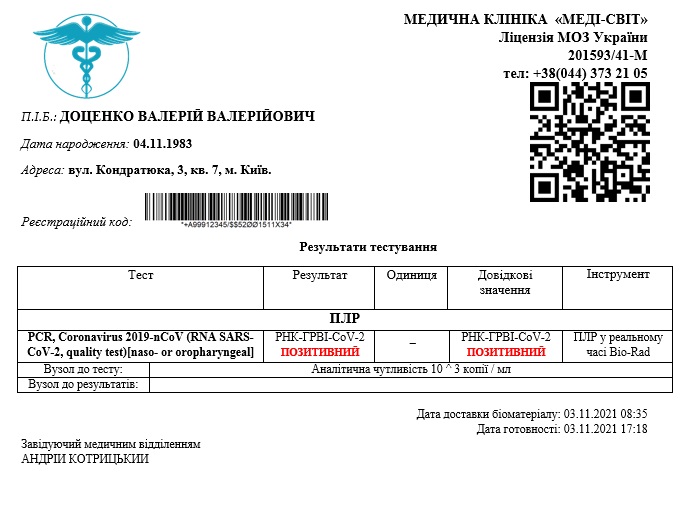 МЕДИЧНА КЛІНІКА «МЕДІ-СВІТ»
Ліцензія МОЗ України
201593/41-М
тел: +38(044) 373 21 05
П.І.Б.: ДОЦЕНКО ВАЛЕРІЙ ВАЛЕРІЙОВИЧ
Дата народження: 04.11.1983
Адреса: вул. Кондратюка, 3, кв. 7, м. Київ.
Реєстраційний код:
*+A99912345/$$52ØØ1511X34*
Результати тестування
Тест Результат Одиниця Довідкові значення Інструмент
ПЛР
PCR, Coronavirus 2019-nCoV (RNA SARS- РНК-ГРВІ-CoV-2 – РНК-ГРВІ-CoV-2 ПЛР у реальному
CoV-2, quality test)[naso- or oropharyngeal] ПОЗИТИВНИЙ ПОЗИТИВНИЙ часі Bio-Rad
Вузол до тесту: Аналітична чутливість 10 ^ 3 копії / мл
Вузол до результатів:
Дата доставки біоматеріалу: 03.11.2021 08:35
Дата готовності: 03.11.2021 17:18
Завідуючий медичним відділенням
АНДРІИ КОТРИЦЬКИИ